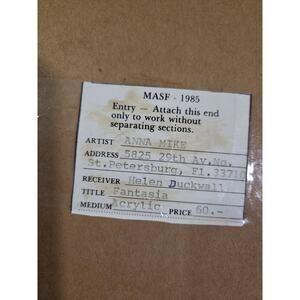 MASF - 1985
Entry — Attach this end
only to work without
separating sections.
ARTIST ANNA MIKE
ADDRESS 5825 29th Av.No.
St.Petersburg, Fl.33710
RECEIVER Helen Duckwall
TITLE Fantasia
MEDIUM Acrylic PRICE 60.-